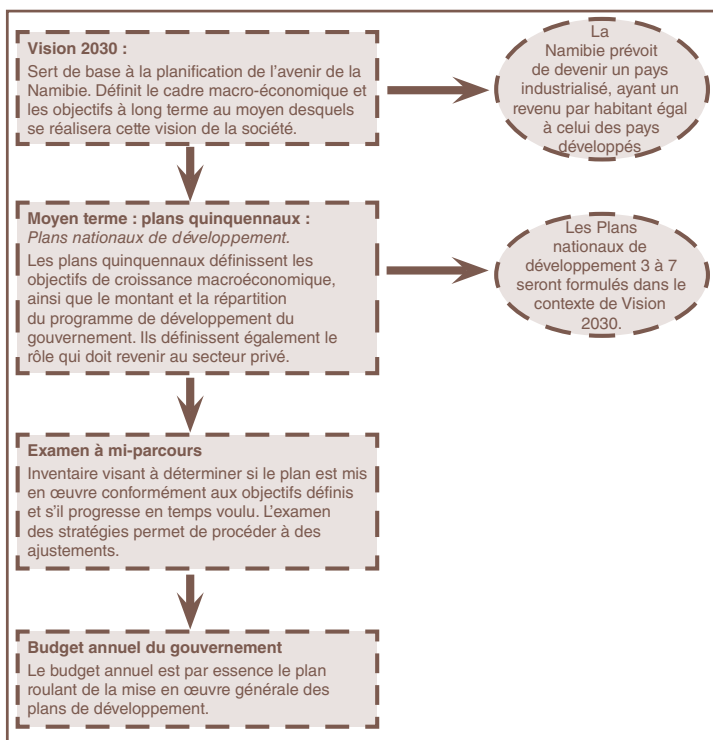 Vision 2030 :
Sert de base à la planification de l'avenir de la
Namibie. Définit le cadre macro-économique et
les objectifs à long terme au moyen desquels
se réalisera cette vision de la société.
La
Namibie prévoit
de devenir un pays
industrialisé, ayant un
revenu par habitant égal
à celui des pays
développés
Moyen terme : plans quinquennaux :
Plans nationaux de développement.
Les plans quinquennaux définissent les
objectifs de croissance macroéconomique,
ainsi que le montant et la répartition
du programme de développement du
gouvernement. Ils définissent également le
rôle qui doit revenir au secteur privé.
Les Plans
nationaux de
développement 3 à 7
seront formulés dans le
contexte de Vision
2030.
Examen à mi-parcours
Inventaire visant à déterminer si le plan est mis
en œuvre conformément aux objectifs définis
et s'il progresse en temps voulu. L'examen
des stratégies permet de procéder à des
ajustements.
Budget annuel du gouvernement
Le budget annuel est par essence le plan
roulant de la mise en œuvre générale des
plans de développement.